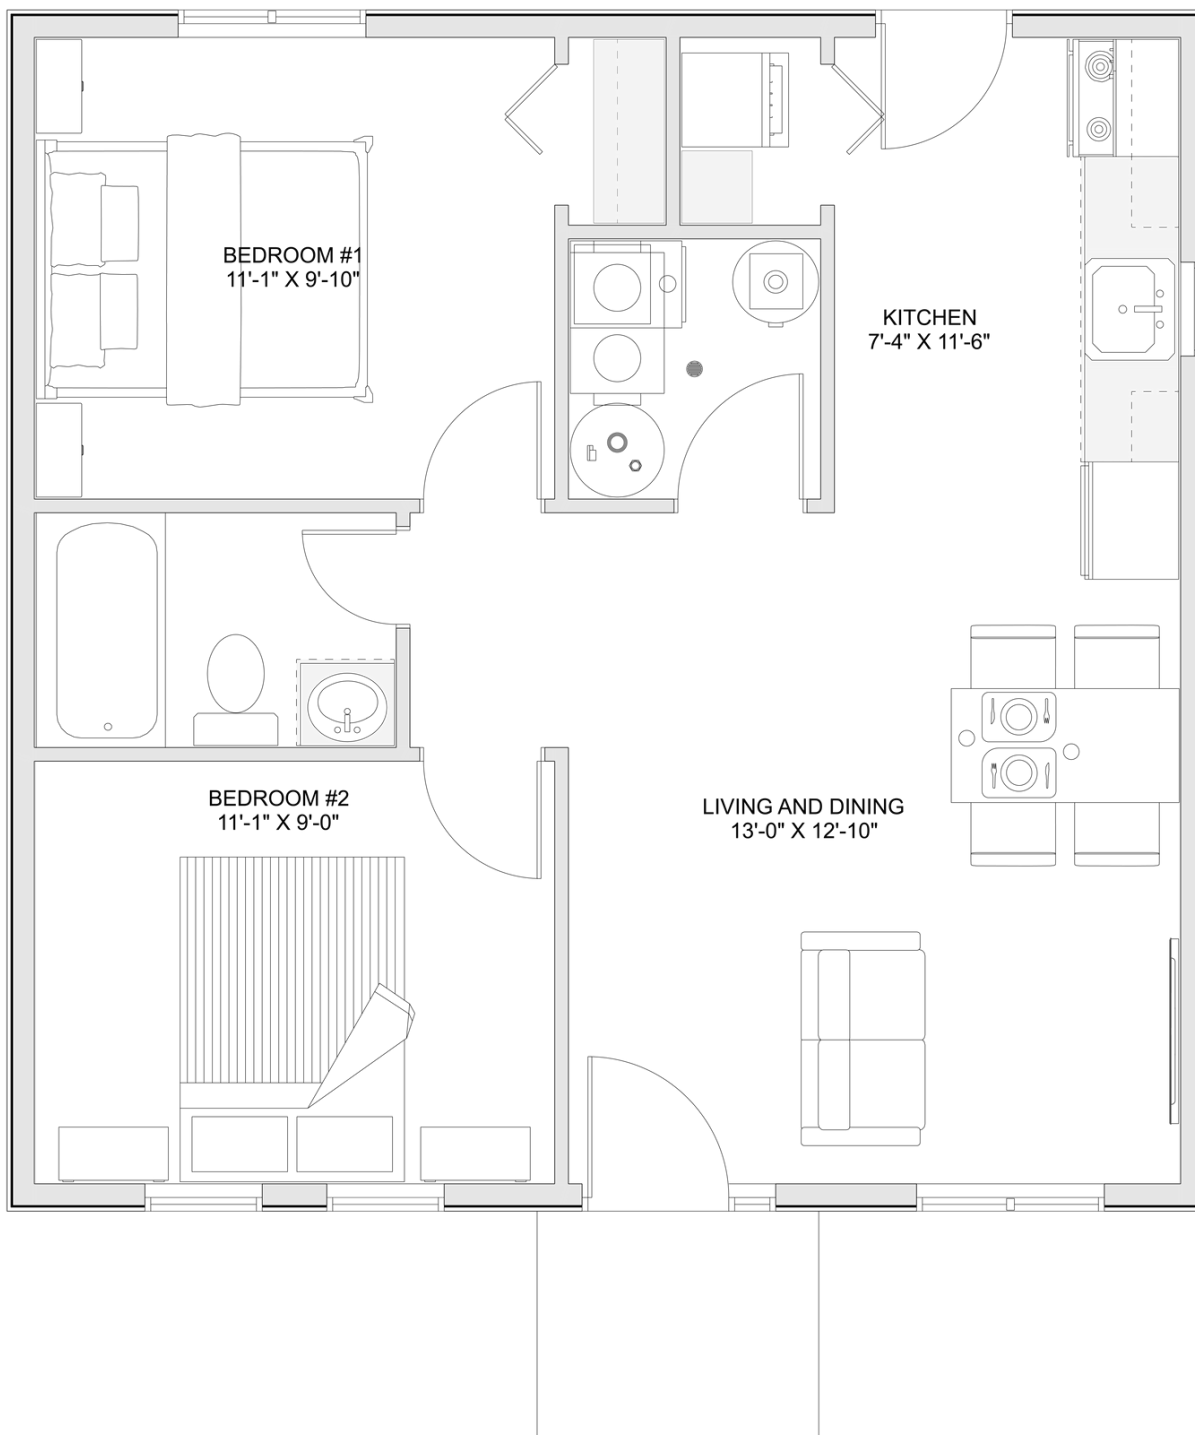 BEDROOM #1
11'-1" X 9'-10"
KITCHEN
7'-4" X 11'-6"
BEDROOM #2
11'-1" X 9'-0"
LIVING AND DINING
13'-0" X 12'-10"